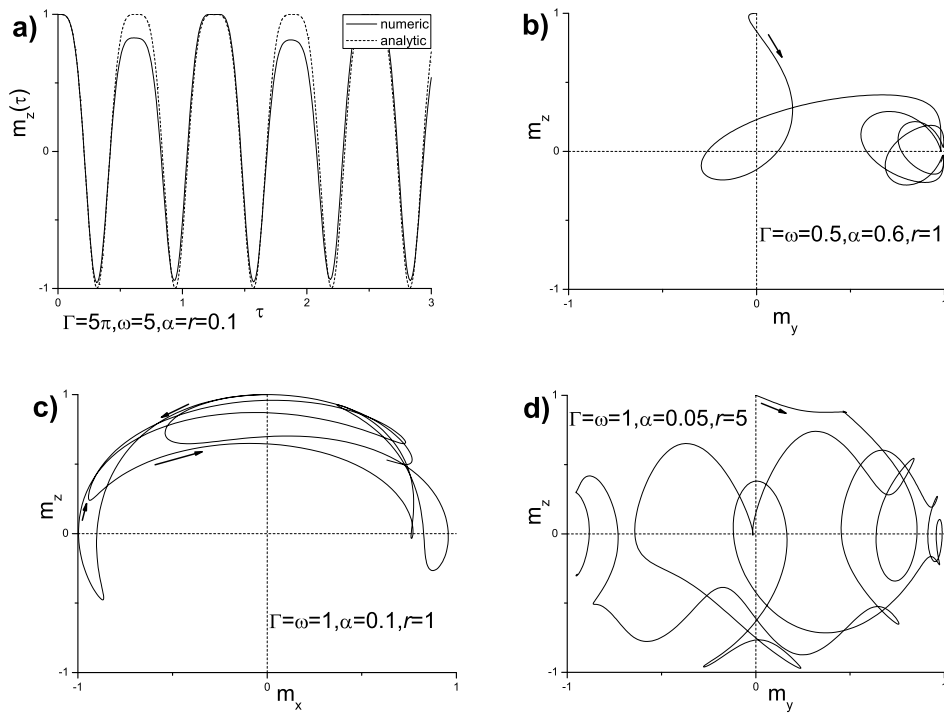 a)
numeric
analytic
m_z(τ)
1
0
-1
0
1
2
3
τ
Γ=5π,ω=5,α=r=0.1
b)
m_z
1
0
-1
-1
0
1
m_y
Γ=ω=0.5,α=0.6,r=1
c)
m_z
1
0
-1
-1
0
1
m_x
Γ=ω=1,α=0.1,r=1
d)
m_z
1
0
-1
-1
0
1
m_y
Γ=ω=1,α=0.05,r=5